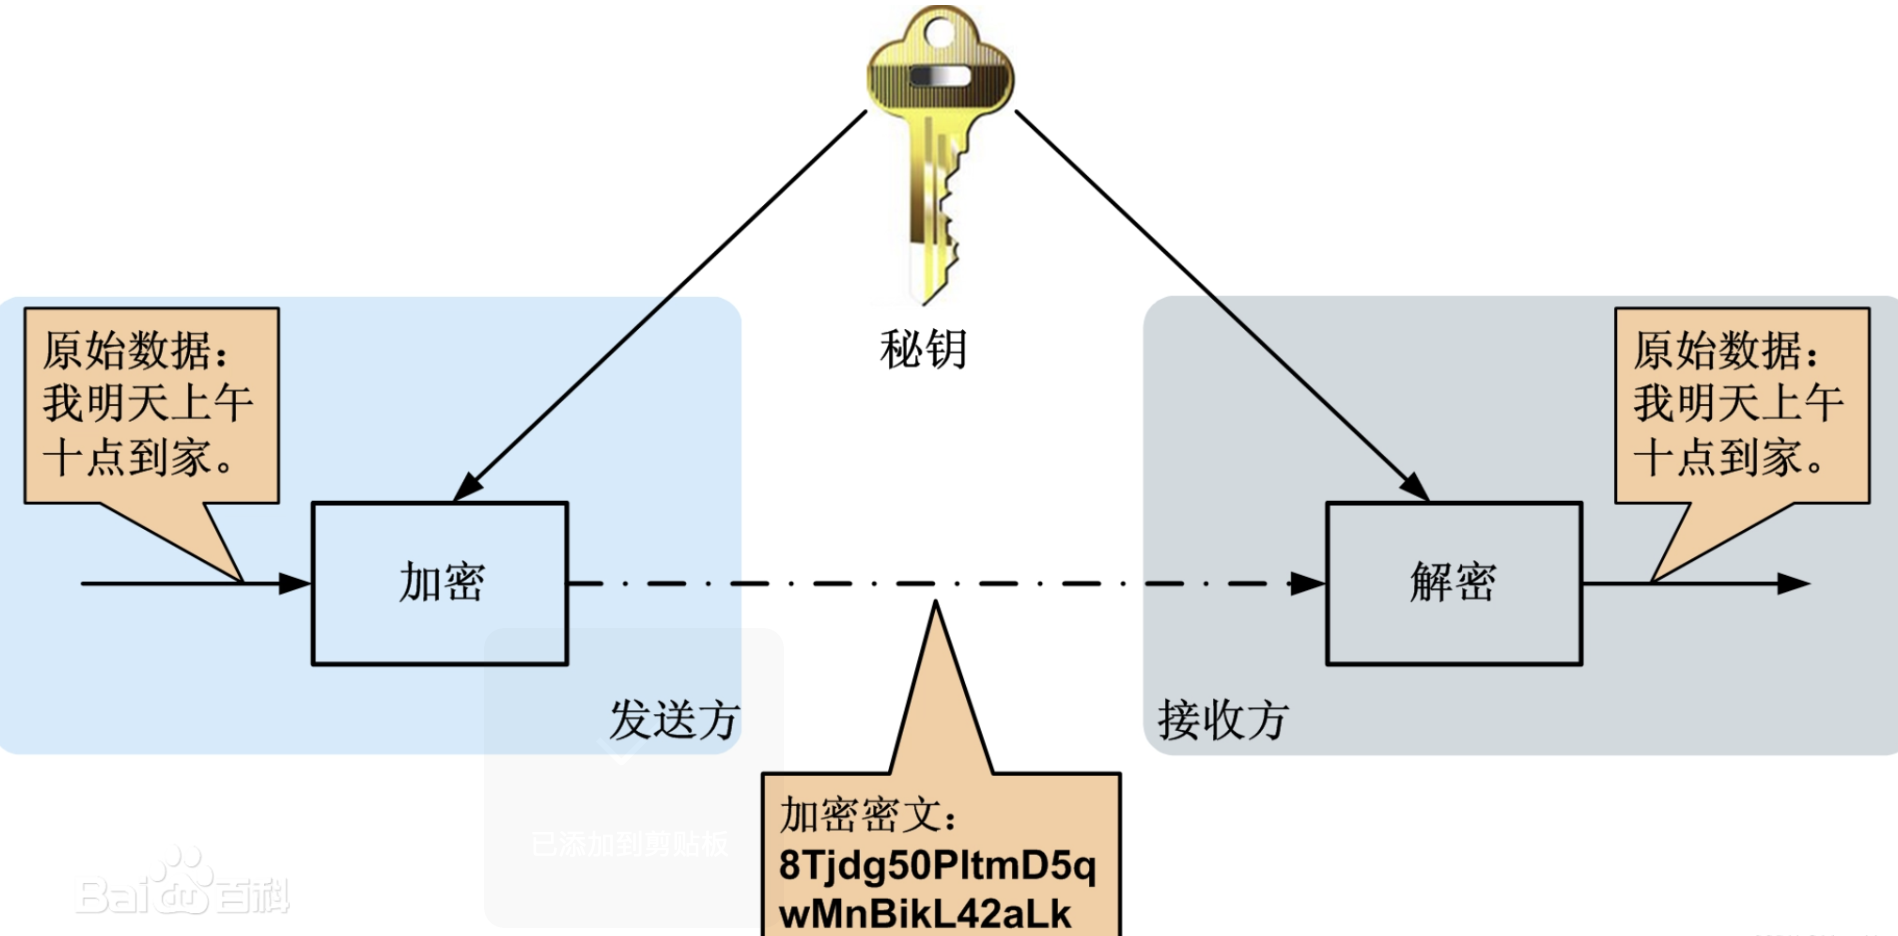 秘钥
原始数据：
我明天上午
十点到家。
原始数据：
我明天上午
十点到家。
加密
解密
发送方
接收方
加密密文：
8Tjdg50PltmD5q
wMnBikL42aLk
已添加到剪贴板
Bai百科